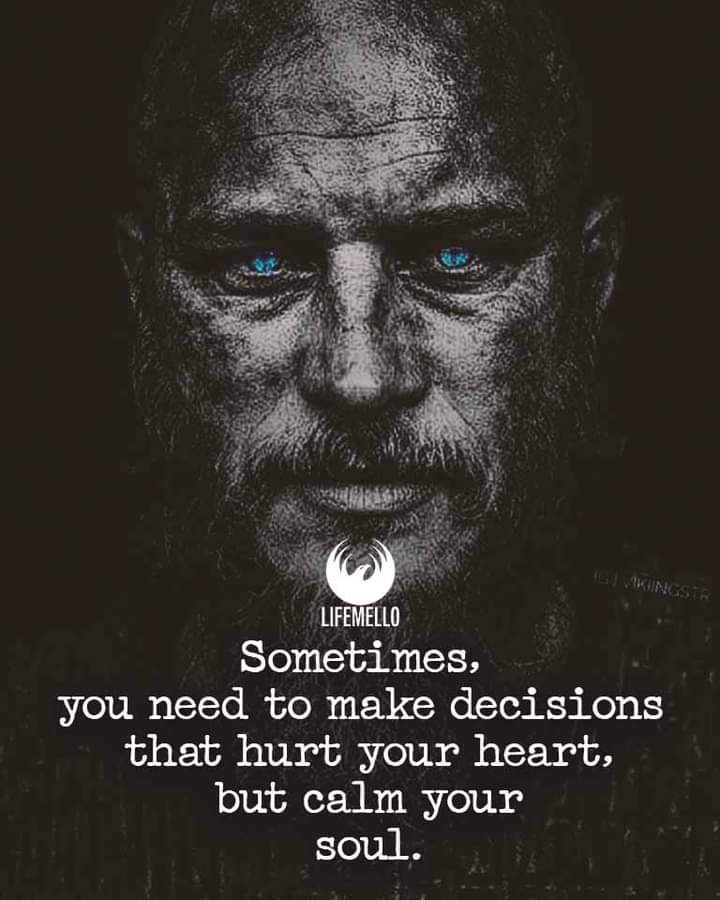 LIFEMELLO
Sometimes,
you need to make decisions
that hurt your heart,
but calm your
soul.